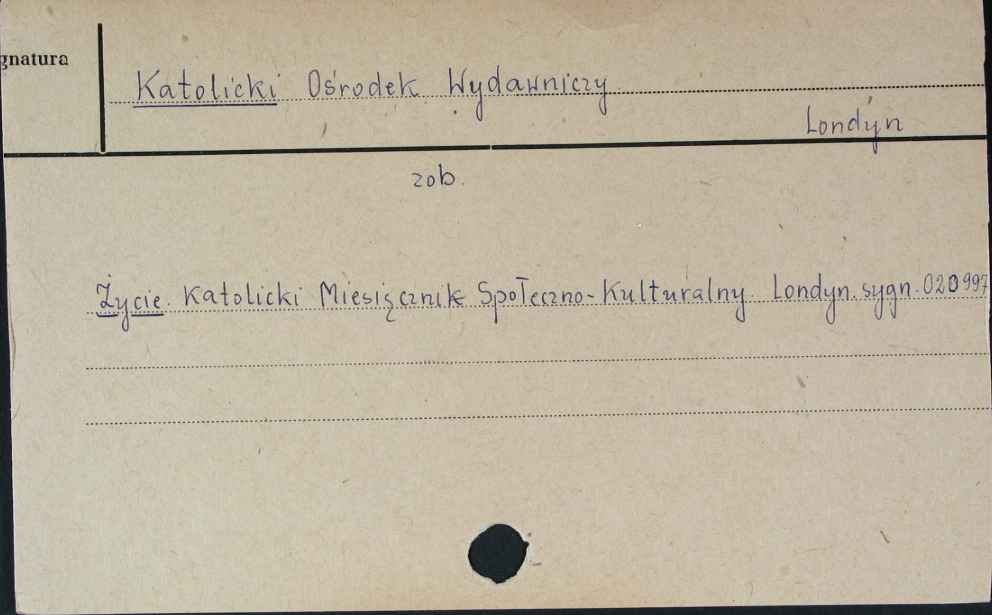 gnatura
Katolicki Ośrodek Wydawniczy
Londyn
zob.
Życie. Katolicki Miesięcznik Społeczno-Kulturalny. Londyn. sygn. 020997